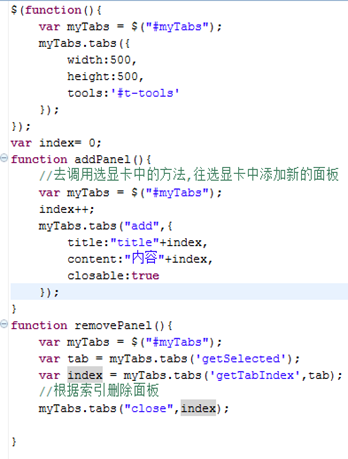 $(function(){
    var myTabs = $("#myTabs");
    myTabs.tabs({
        width:500,
        height:500,
        tools:'#t-tools'
    });
});
var index= 0;
function addPanel(){
    //去调用选显卡中的方法,往选显卡中添加新的面板
    var myTabs = $("#myTabs");
    index++;
    myTabs.tabs("add",{
        title:"title"+index,
        content:"内容"+index,
        closable:true
    });
}
function removePanel(){
    var myTabs = $("#myTabs");
    var tab = myTabs.tabs('getSelected');
    var index = myTabs.tabs('getTabIndex',tab);
    //根据索引删除面板
    myTabs.tabs("close",index);
}